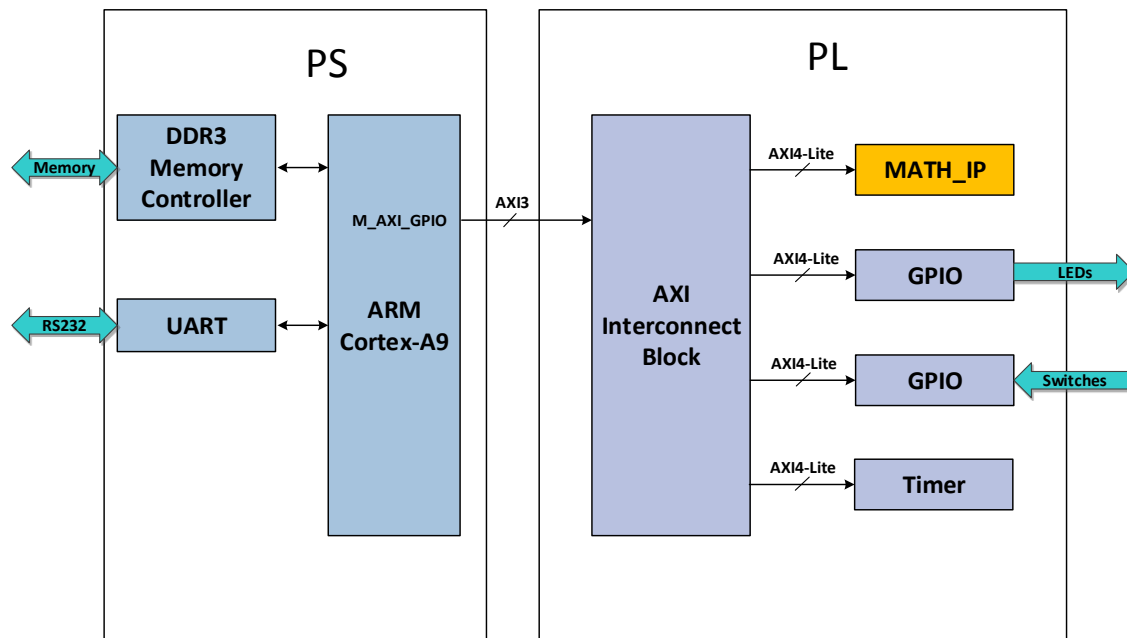 PS
PL
DDR3
Memory
Controller
Memory
M_AXI_GPIO
AXI3
UART
RS232
ARM
Cortex-A9
AXI
Interconnect
Block
AXI4-Lite
MATH_IP
AXI4-Lite
GPIO
LEDs
AXI4-Lite
GPIO
Switches
AXI4-Lite
Timer